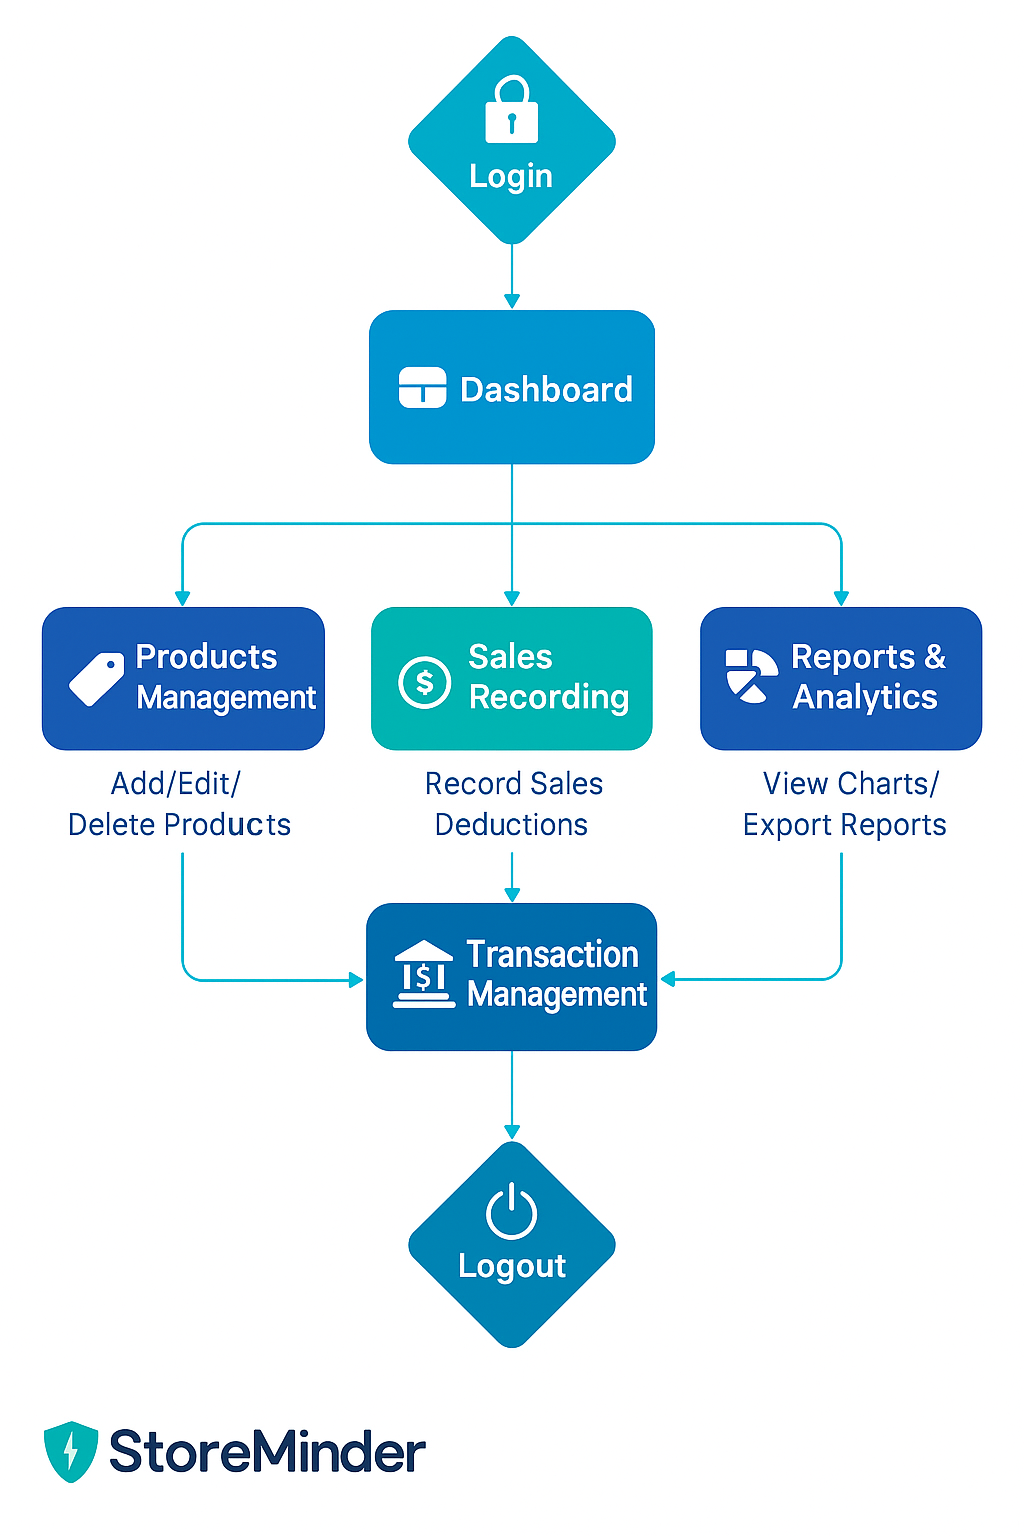 Login
Dashboard
Products
Management
Sales
Recording
Reports &
Analytics
Add/Edit/
Delete Products
Record Sales
Deductions
View Charts/
Export Reports
$
Transaction
Management
Logout
StoreMinder